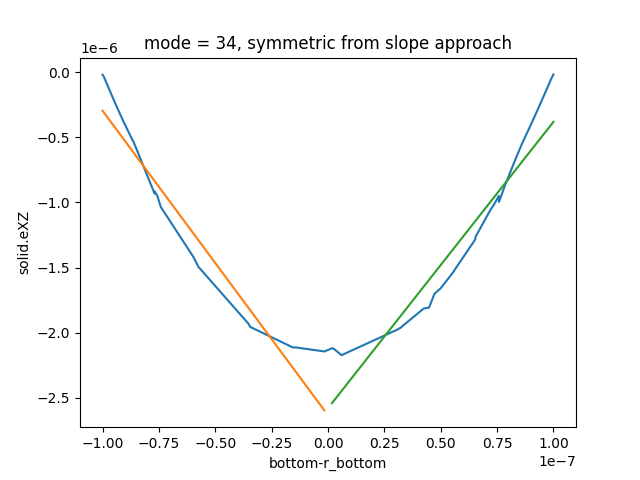 mode = 34, symmetric from slope approach
1e−6
0.0
−0.5
−1.0
−1.5
−2.0
−2.5
solid.eXZ
−1.00 −0.75 −0.50 −0.25 0.00 0.25 0.50 0.75 1.00
bottom-r_bottom
1e−7